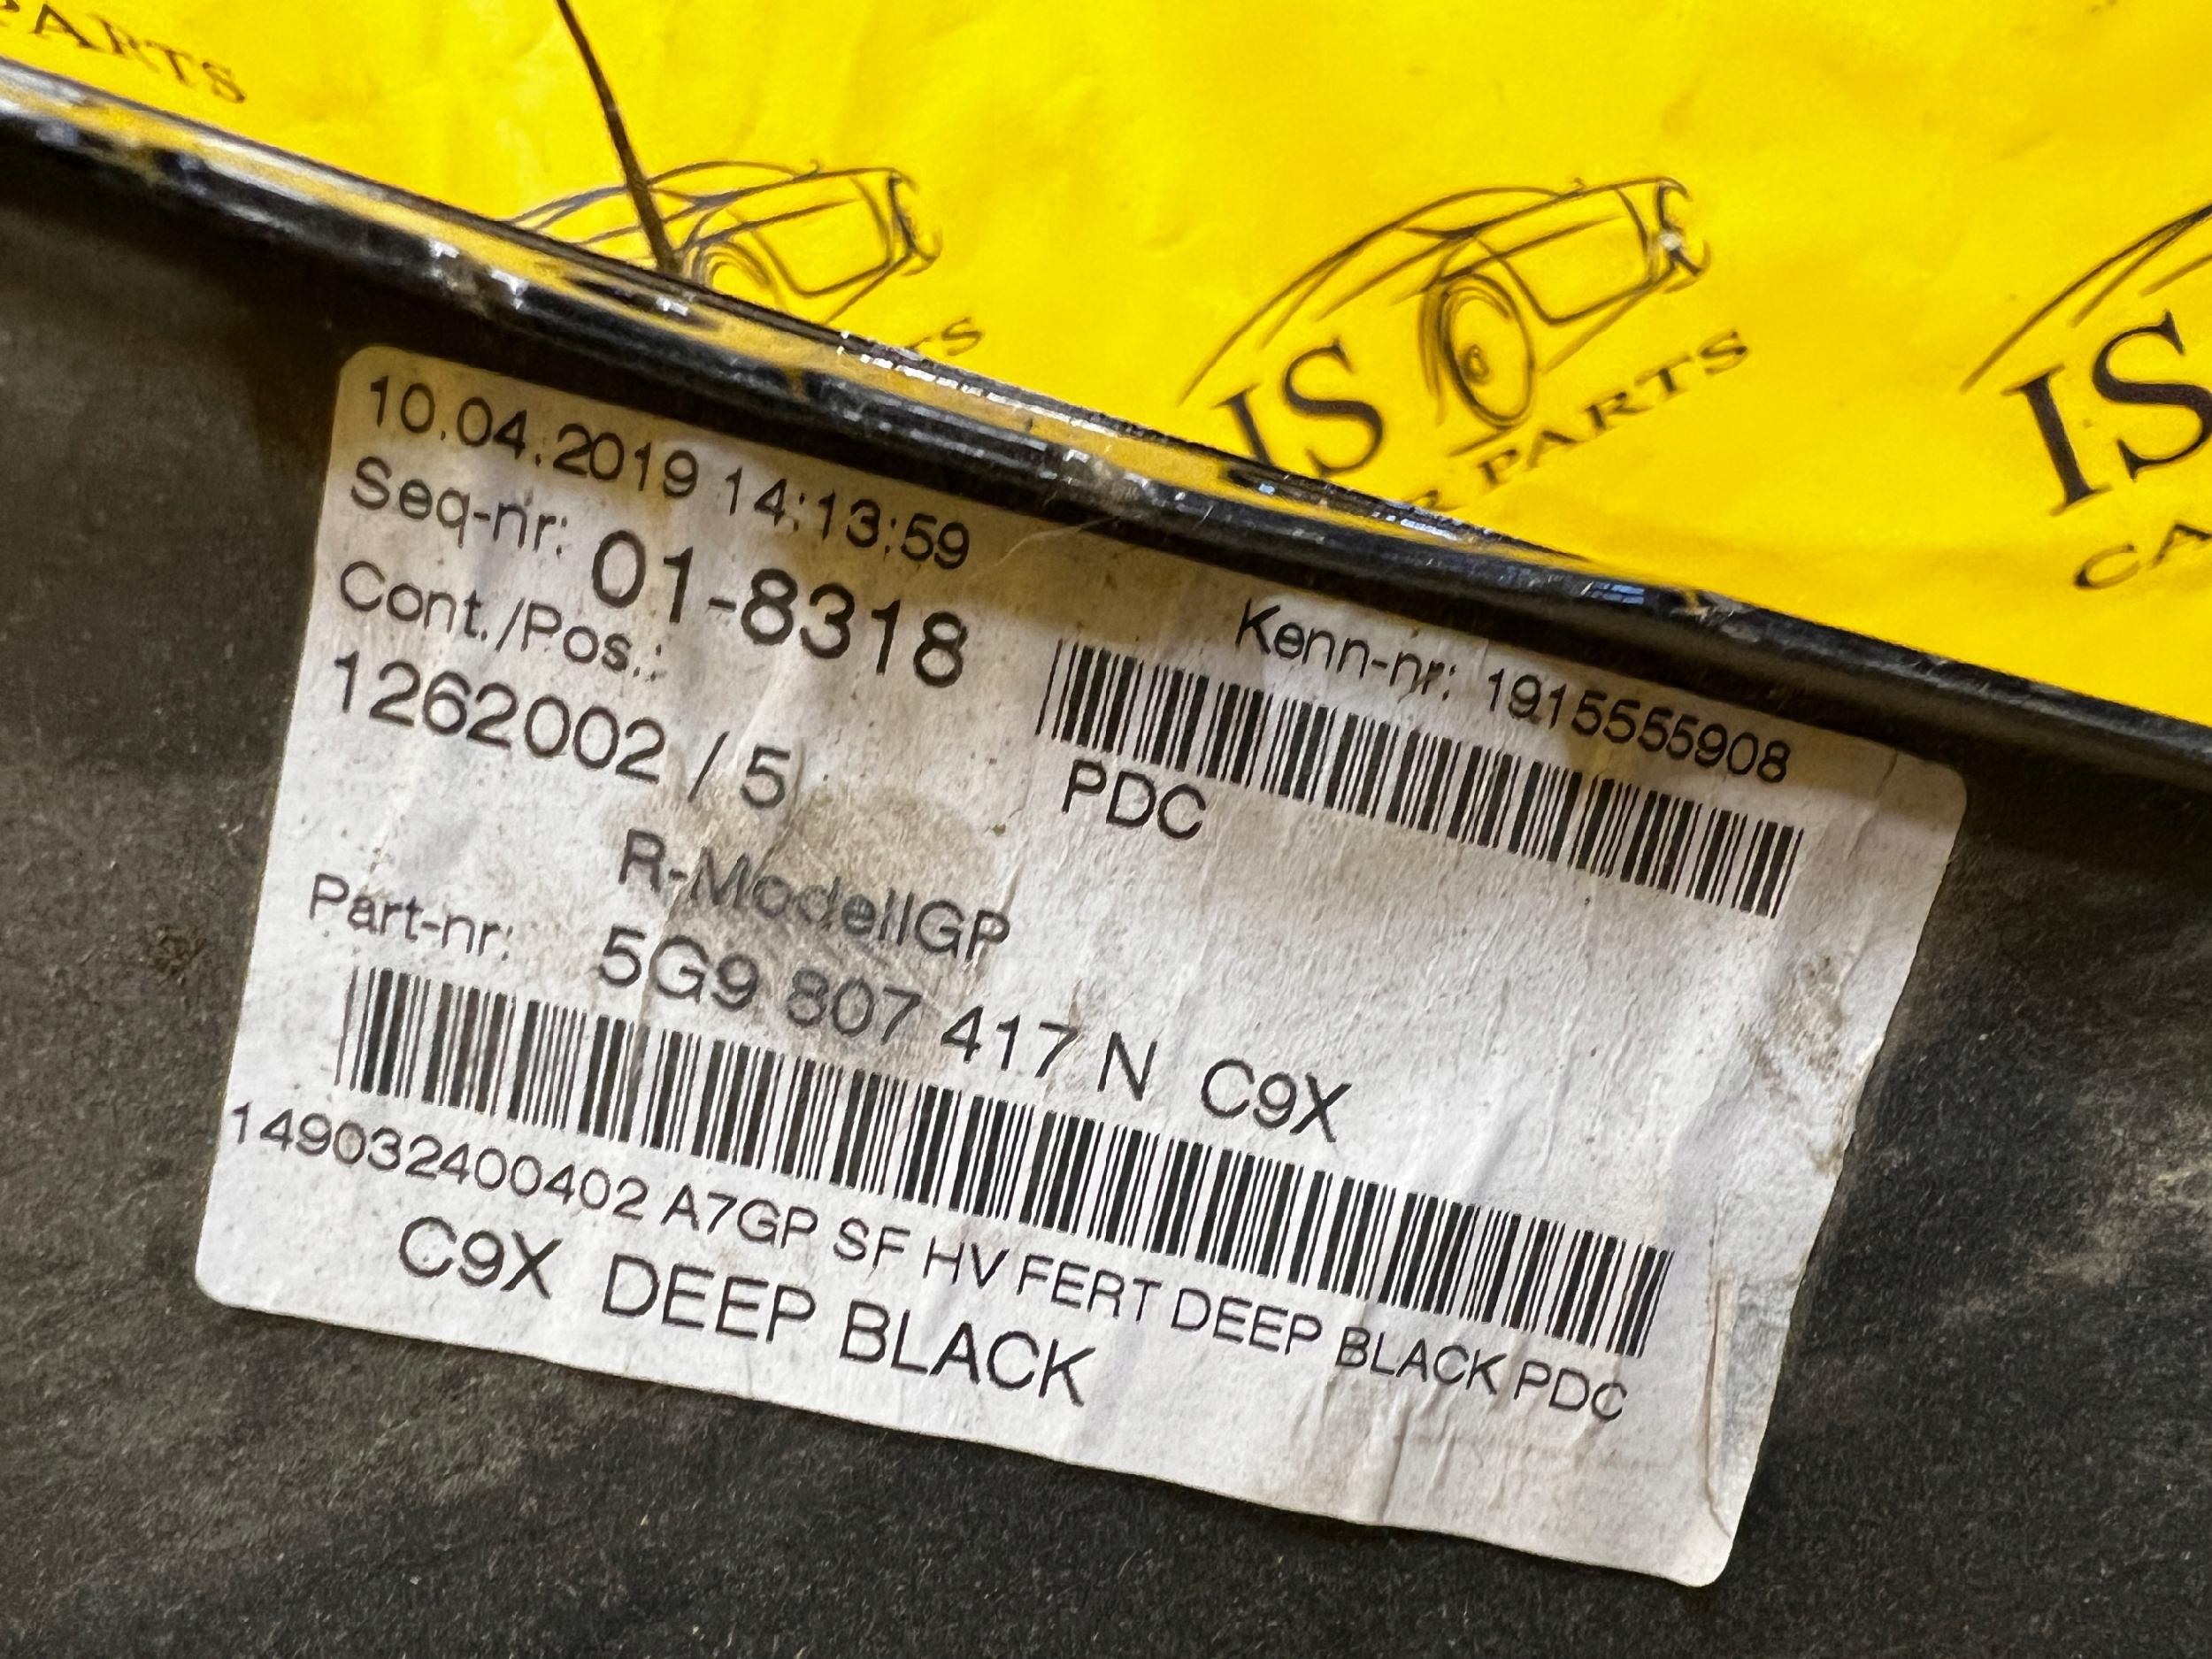 PARTS
TS
IS
R PARTS
IS
CA
10.04.2019 14:13:59
Seq-nr: 01-8318
Kenn-nr: 1915555908
Cont./Pos.:
1262002 / 5
PDC
R-ModellGP
Part-nr: 5G9 807 417 N C9X
149032400402 A7GP SF HV FERT DEEP BLACK PDC
C9X DEEP BLACK